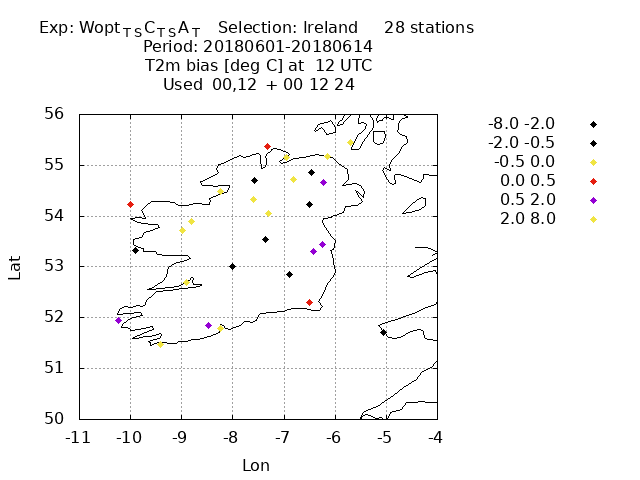 Exp: WoptTSCTSAT   Selection: Ireland     28 stations
Period: 20180601-20180614
T2m bias [deg C] at  12 UTC
Used  00,12  + 00 12 24
56
55
54
53
52
51
50
-11 -10 -9 -8 -7 -6 -5 -4
Lat
Lon
-8.0 -2.0
-2.0 -0.5
-0.5 0.0
0.0 0.5
0.5 2.0
2.0 8.0